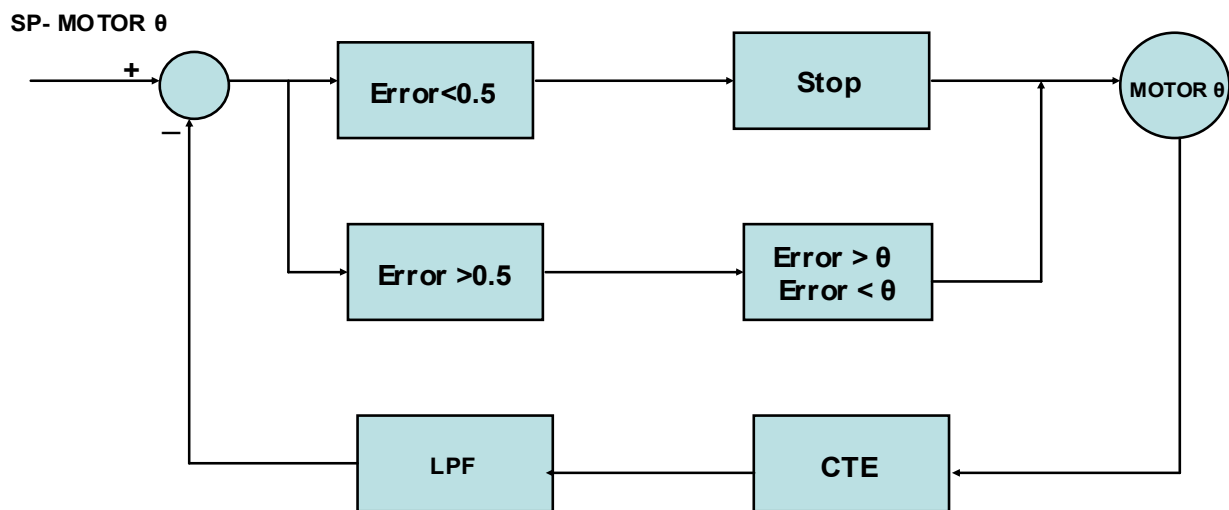 SP- MOTOR θ
+
Error<0.5
Stop
MOTOR θ
–
Error >0.5
Error > θ
Error < θ
LPF
CTE